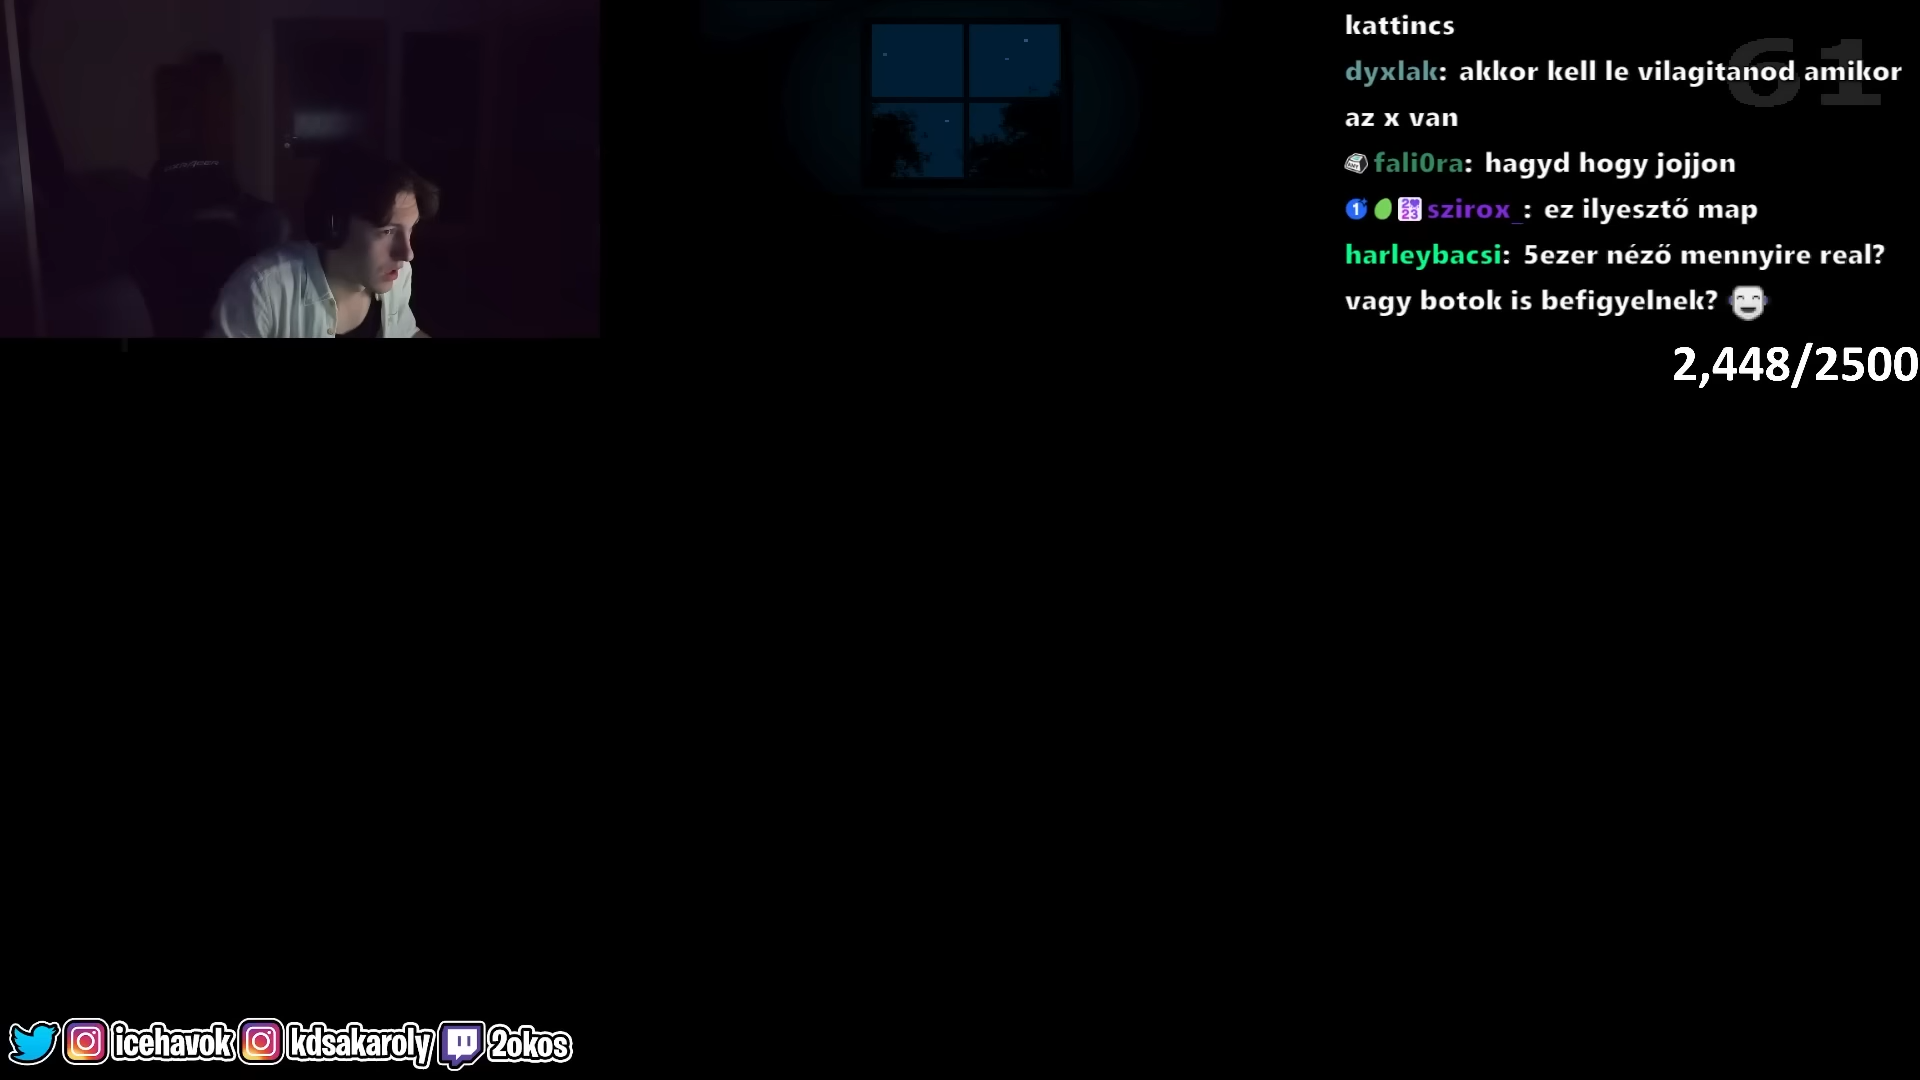 kattincs
61
dyxlak: akkor kell le vilagitanod amikor
az x van
fali0ra: hagyd hogy jojjon
szirox_: ez ilyesztő map
harleybacsi: 5ezer néző mennyire real?
vagy botok is befigyelnek?
2,448/2500
icehavok kdsakaroly 2okos